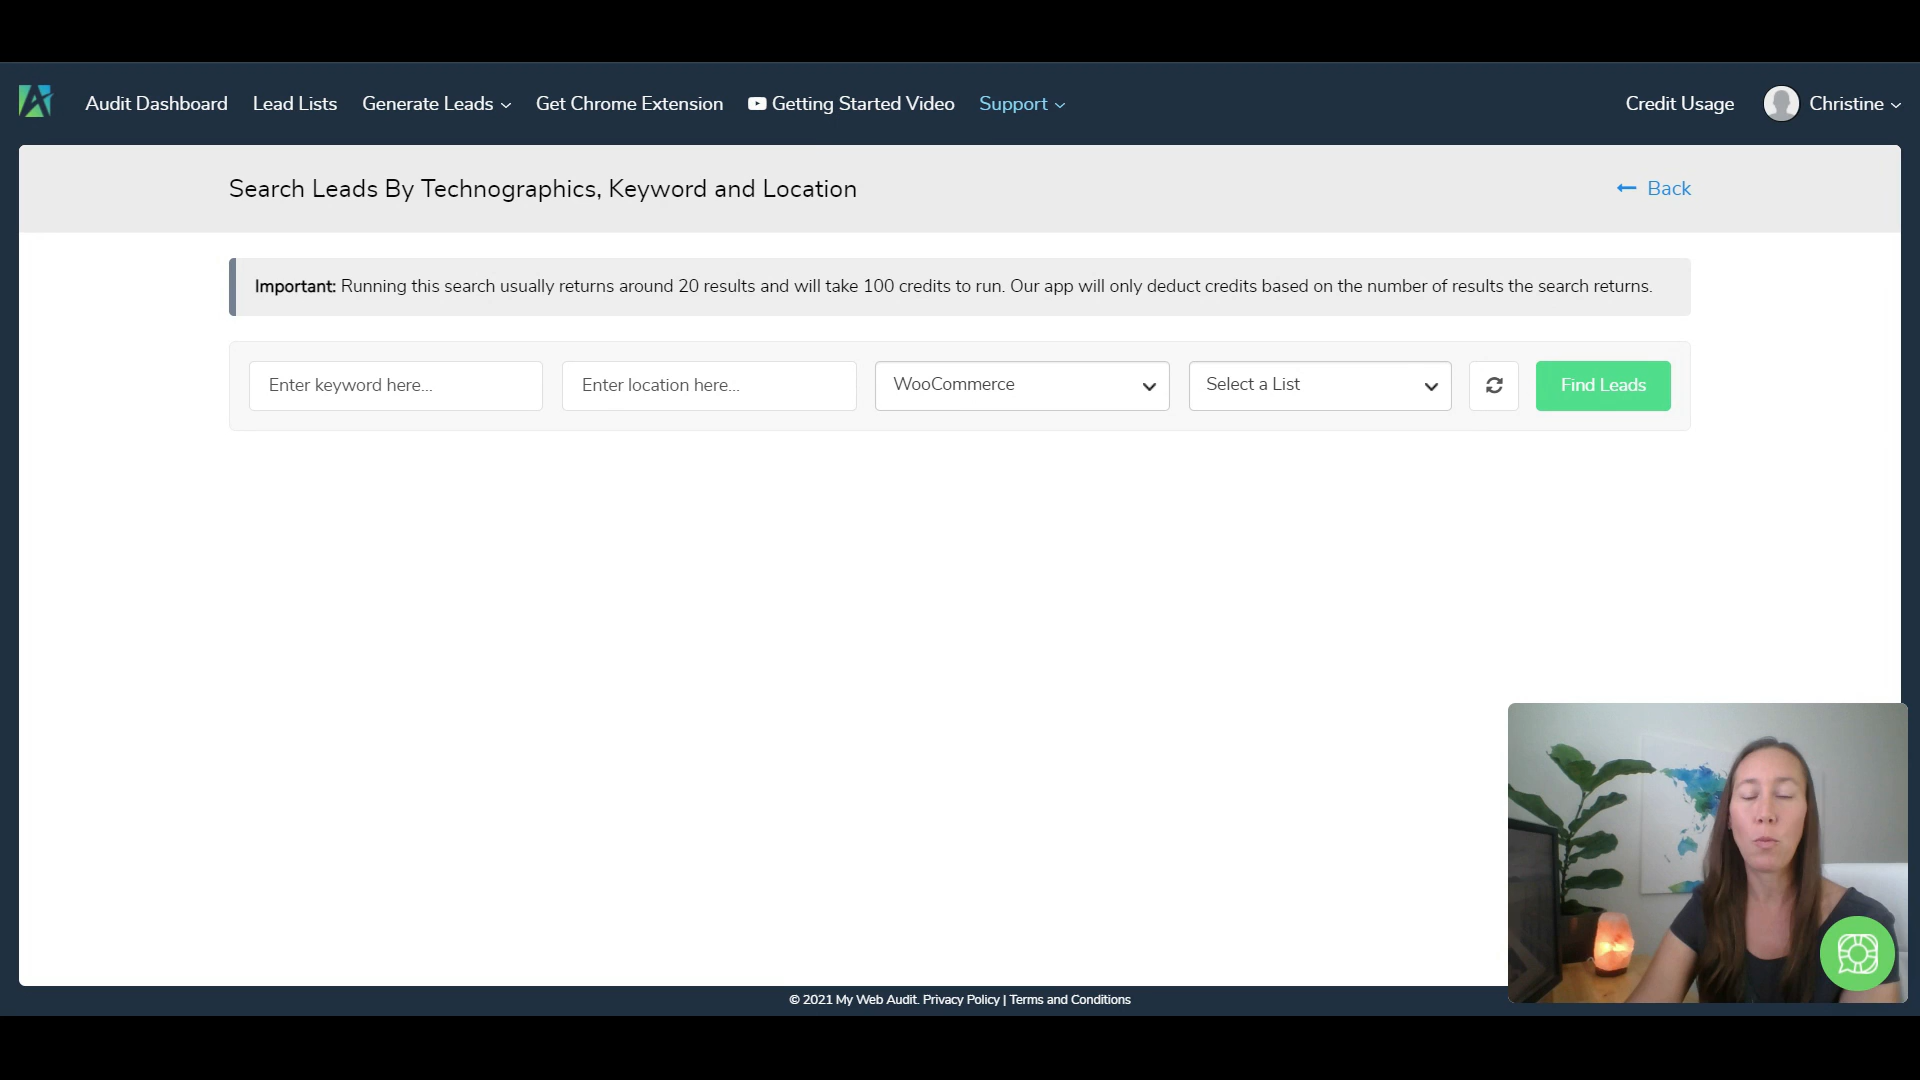 Audit Dashboard Lead Lists Generate Leads Get Chrome Extension Getting Started Video Support Credit Usage Christine
Search Leads By Technographics, Keyword and Location Back
Important: Running this search usually returns around 20 results and will take 100 credits to run. Our app will only deduct credits based on the number of results the search returns.
Enter keyword here... Enter location here... WooCommerce Select a List Find Leads
© 2021 My Web Audit. Privacy Policy | Terms and Conditions